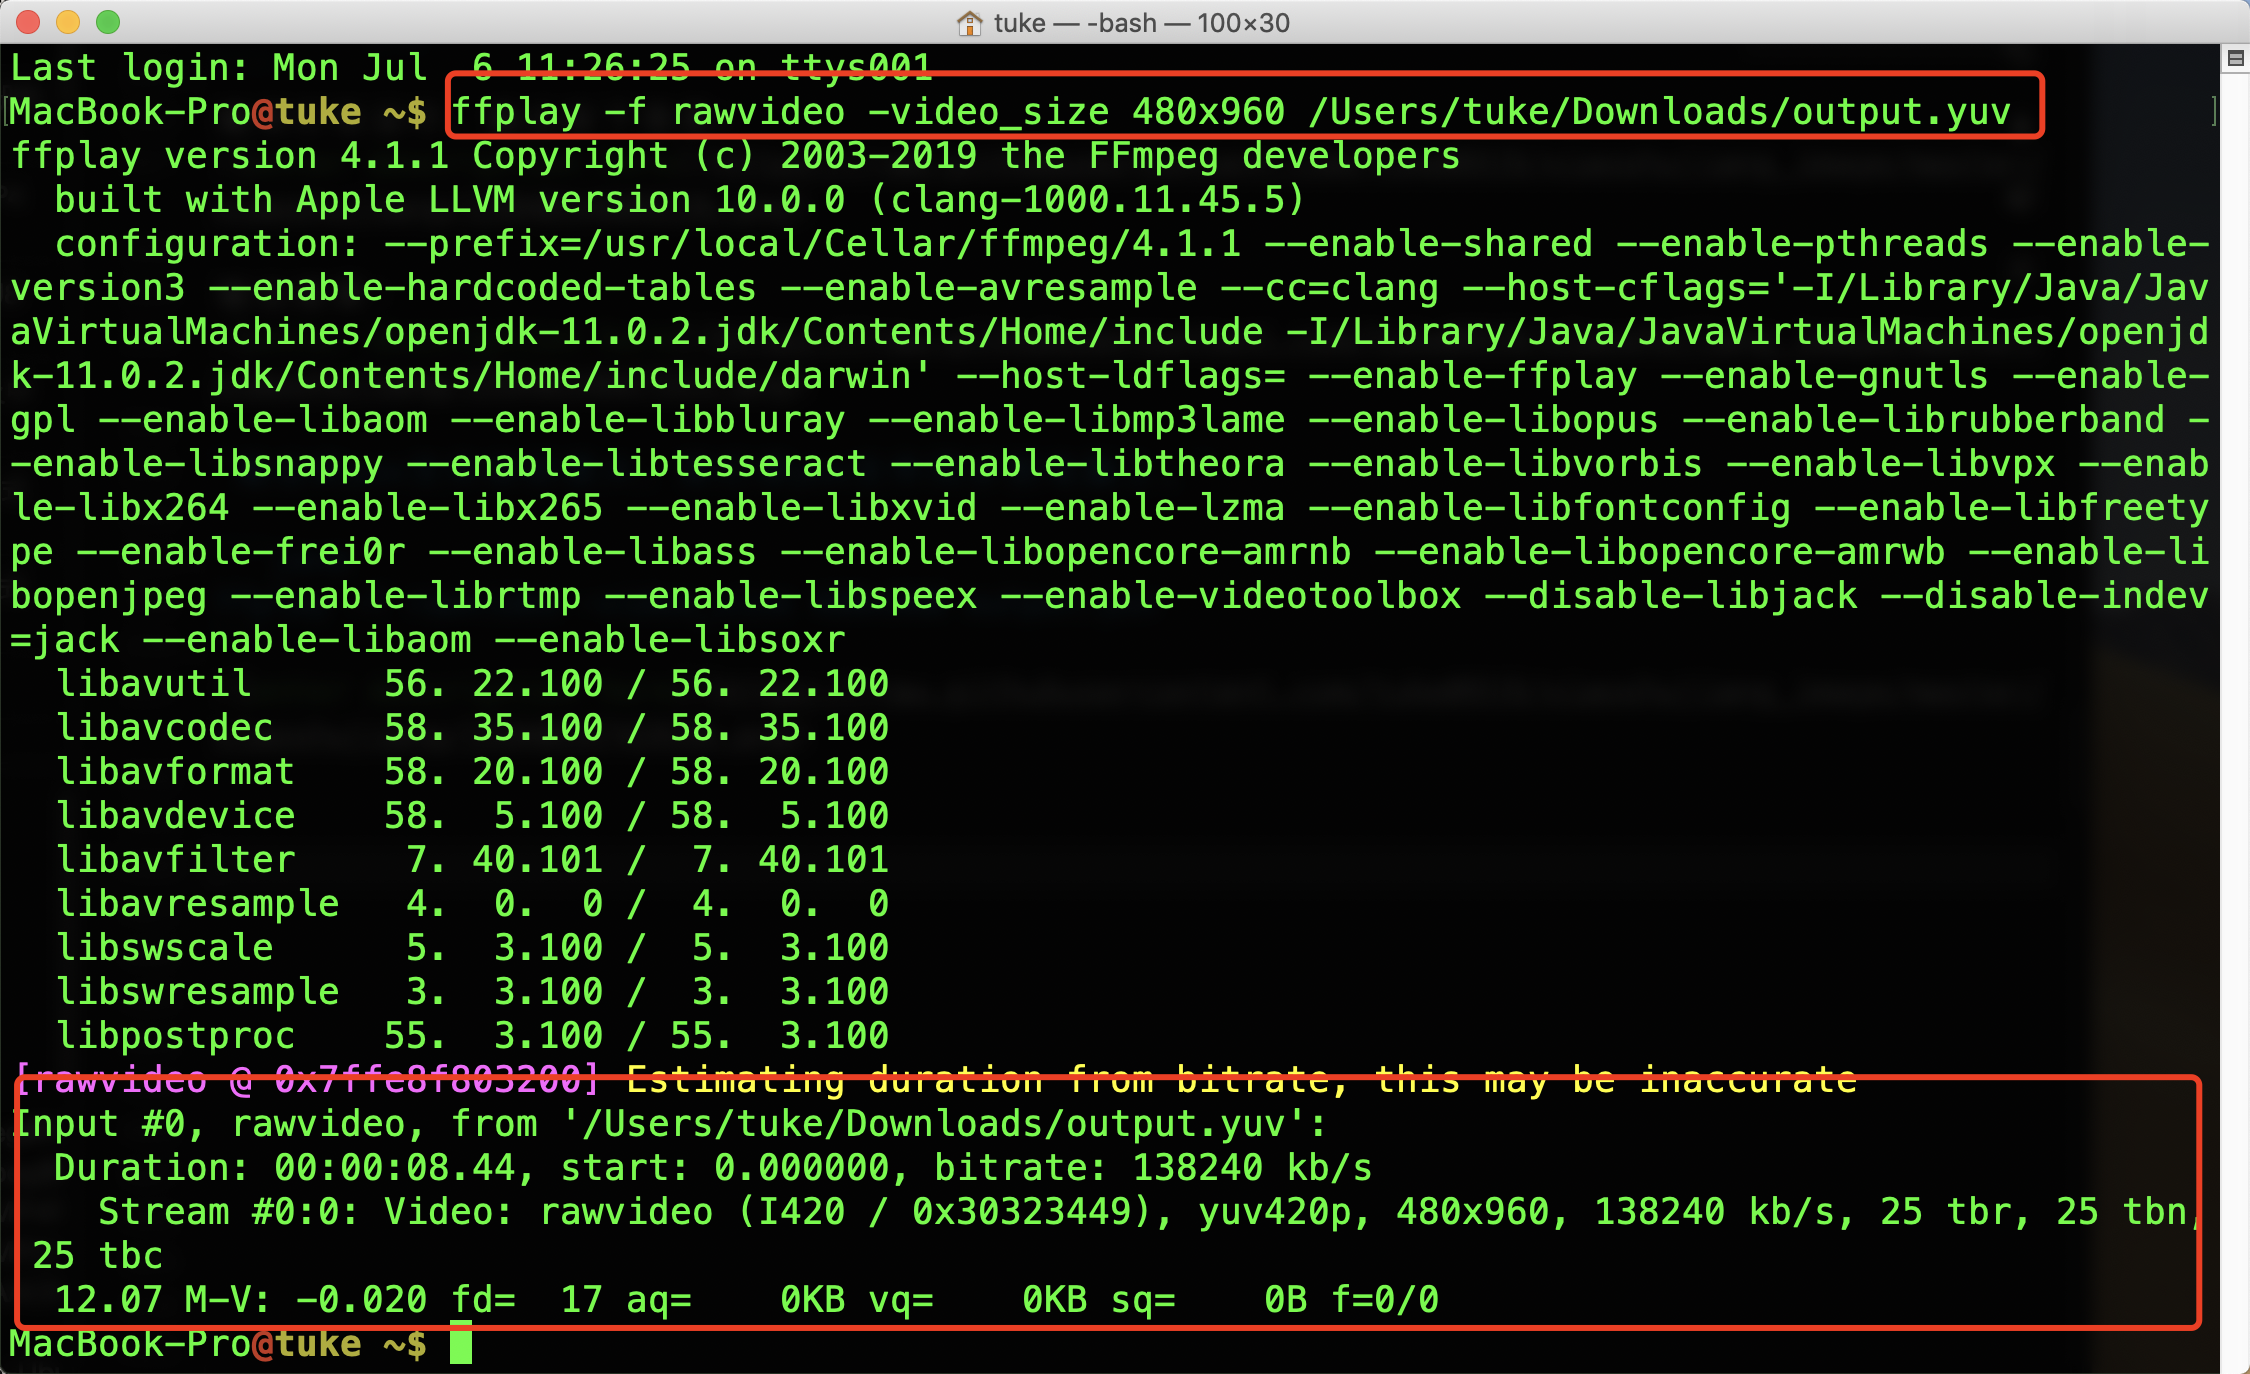 tuke — -bash — 100×30
Last login: Mon Jul  6 11:26:25 on ttys001
[MacBook-Pro@tuke ~$ ffplay -f rawvideo -video_size 480x960 /Users/tuke/Downloads/output.yuv ]
ffplay version 4.1.1 Copyright (c) 2003-2019 the FFmpeg developers
  built with Apple LLVM version 10.0.0 (clang-1000.11.45.5)
  configuration: --prefix=/usr/local/Cellar/ffmpeg/4.1.1 --enable-shared --enable-pthreads --enable-
version3 --enable-hardcoded-tables --enable-avresample --cc=clang --host-cflags='-I/Library/Java/Jav
aVirtualMachines/openjdk-11.0.2.jdk/Contents/Home/include -I/Library/Java/JavaVirtualMachines/openjd
k-11.0.2.jdk/Contents/Home/include/darwin' --host-ldflags= --enable-ffplay --enable-gnutls --enable-
gpl --enable-libaom --enable-libbluray --enable-libmp3lame --enable-libopus --enable-librubberband -
-enable-libsnappy --enable-libtesseract --enable-libtheora --enable-libvorbis --enable-libvpx --enab
le-libx264 --enable-libx265 --enable-libxvid --enable-lzma --enable-libfontconfig --enable-libfreety
pe --enable-frei0r --enable-libass --enable-libopencore-amrnb --enable-libopencore-amrwb --enable-li
bopenjpeg --enable-librtmp --enable-libspeex --enable-videotoolbox --disable-libjack --disable-indev
=jack --enable-libaom --enable-libsoxr
  libavutil      56. 22.100 / 56. 22.100
  libavcodec     58. 35.100 / 58. 35.100
  libavformat    58. 20.100 / 58. 20.100
  libavdevice    58.  5.100 / 58.  5.100
  libavfilter     7. 40.101 /  7. 40.101
  libavresample   4.  0.  0 /  4.  0.  0
  libswscale      5.  3.100 /  5.  3.100
  libswresample   3.  3.100 /  3.  3.100
  libpostproc    55.  3.100 / 55.  3.100
[rawvideo @ 0x7ffe8f803200] Estimating duration from bitrate, this may be inaccurate
Input #0, rawvideo, from '/Users/tuke/Downloads/output.yuv':
  Duration: 00:00:08.44, start: 0.000000, bitrate: 138240 kb/s
    Stream #0:0: Video: rawvideo (I420 / 0x30323449), yuv420p, 480x960, 138240 kb/s, 25 tbr, 25 tbn,
 25 tbc
  12.07 M-V: -0.020 fd=  17 aq=    0KB vq=    0KB sq=    0B f=0/0
MacBook-Pro@tuke ~$